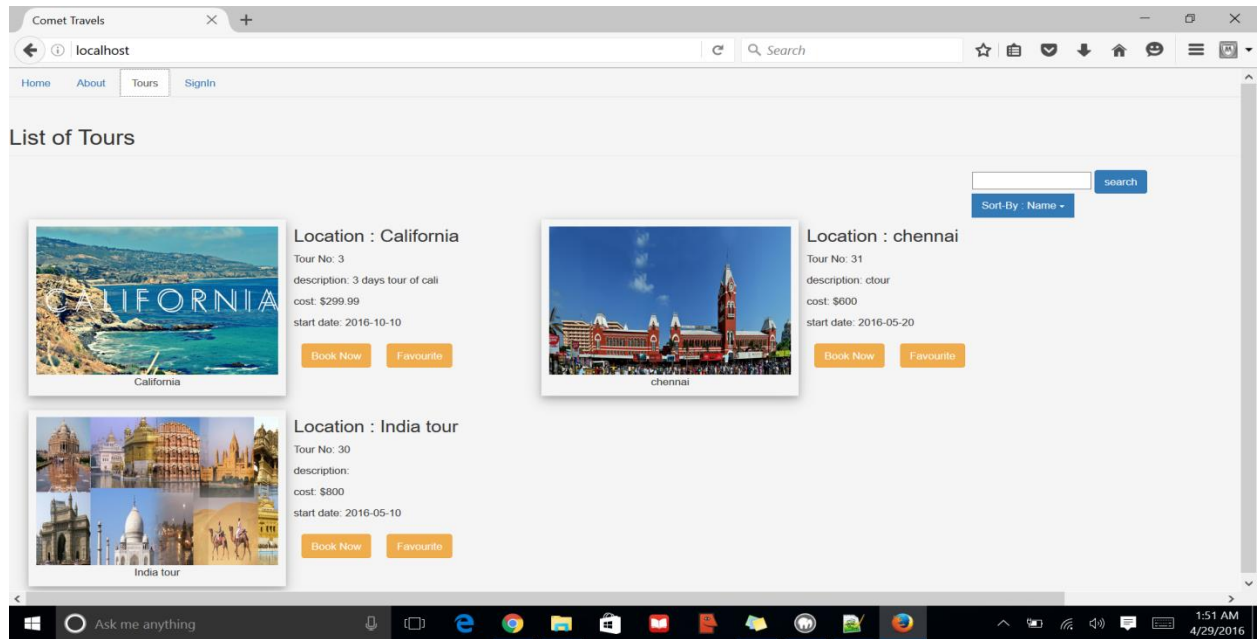 Comet Travels
localhost
Search
Home About Tours SignIn
List of Tours
search
Sort-By : Name
CALIFORNIA
California
Location : California
Tour No: 3
description: 3 days tour of cali
cost: $299.99
start date: 2016-10-10
Book Now Favourite
chennai
Location : chennai
Tour No: 31
description: ctour
cost: $600
start date: 2016-05-20
Book Now Favourite
India tour
Location : India tour
Tour No: 30
description:
cost: $800
start date: 2016-05-10
Book Now Favourite
Ask me anything
1:51 AM
4/29/2016